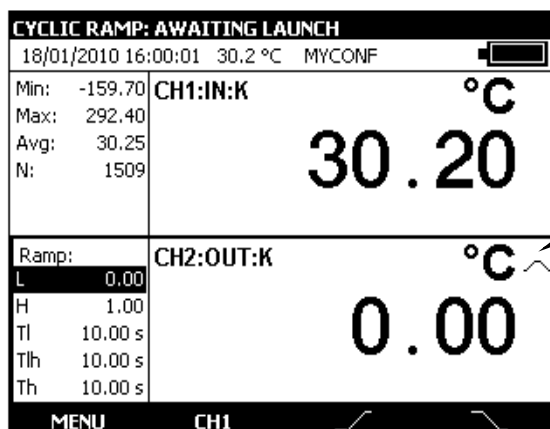 CYCLIC RAMP: AWAITING LAUNCH
18/01/2010 16:00:01 30.2 °C MYCONF
Min: -159.70
Max: 292.40
Avg: 30.25
N: 1509
CH1:IN:K °C
30.20
Ramp:
L 0.00
H 1.00
Tl 10.00 s
Tlh 10.00 s
Th 10.00 s
CH2:OUT:K °C
0.00
MENU CH1